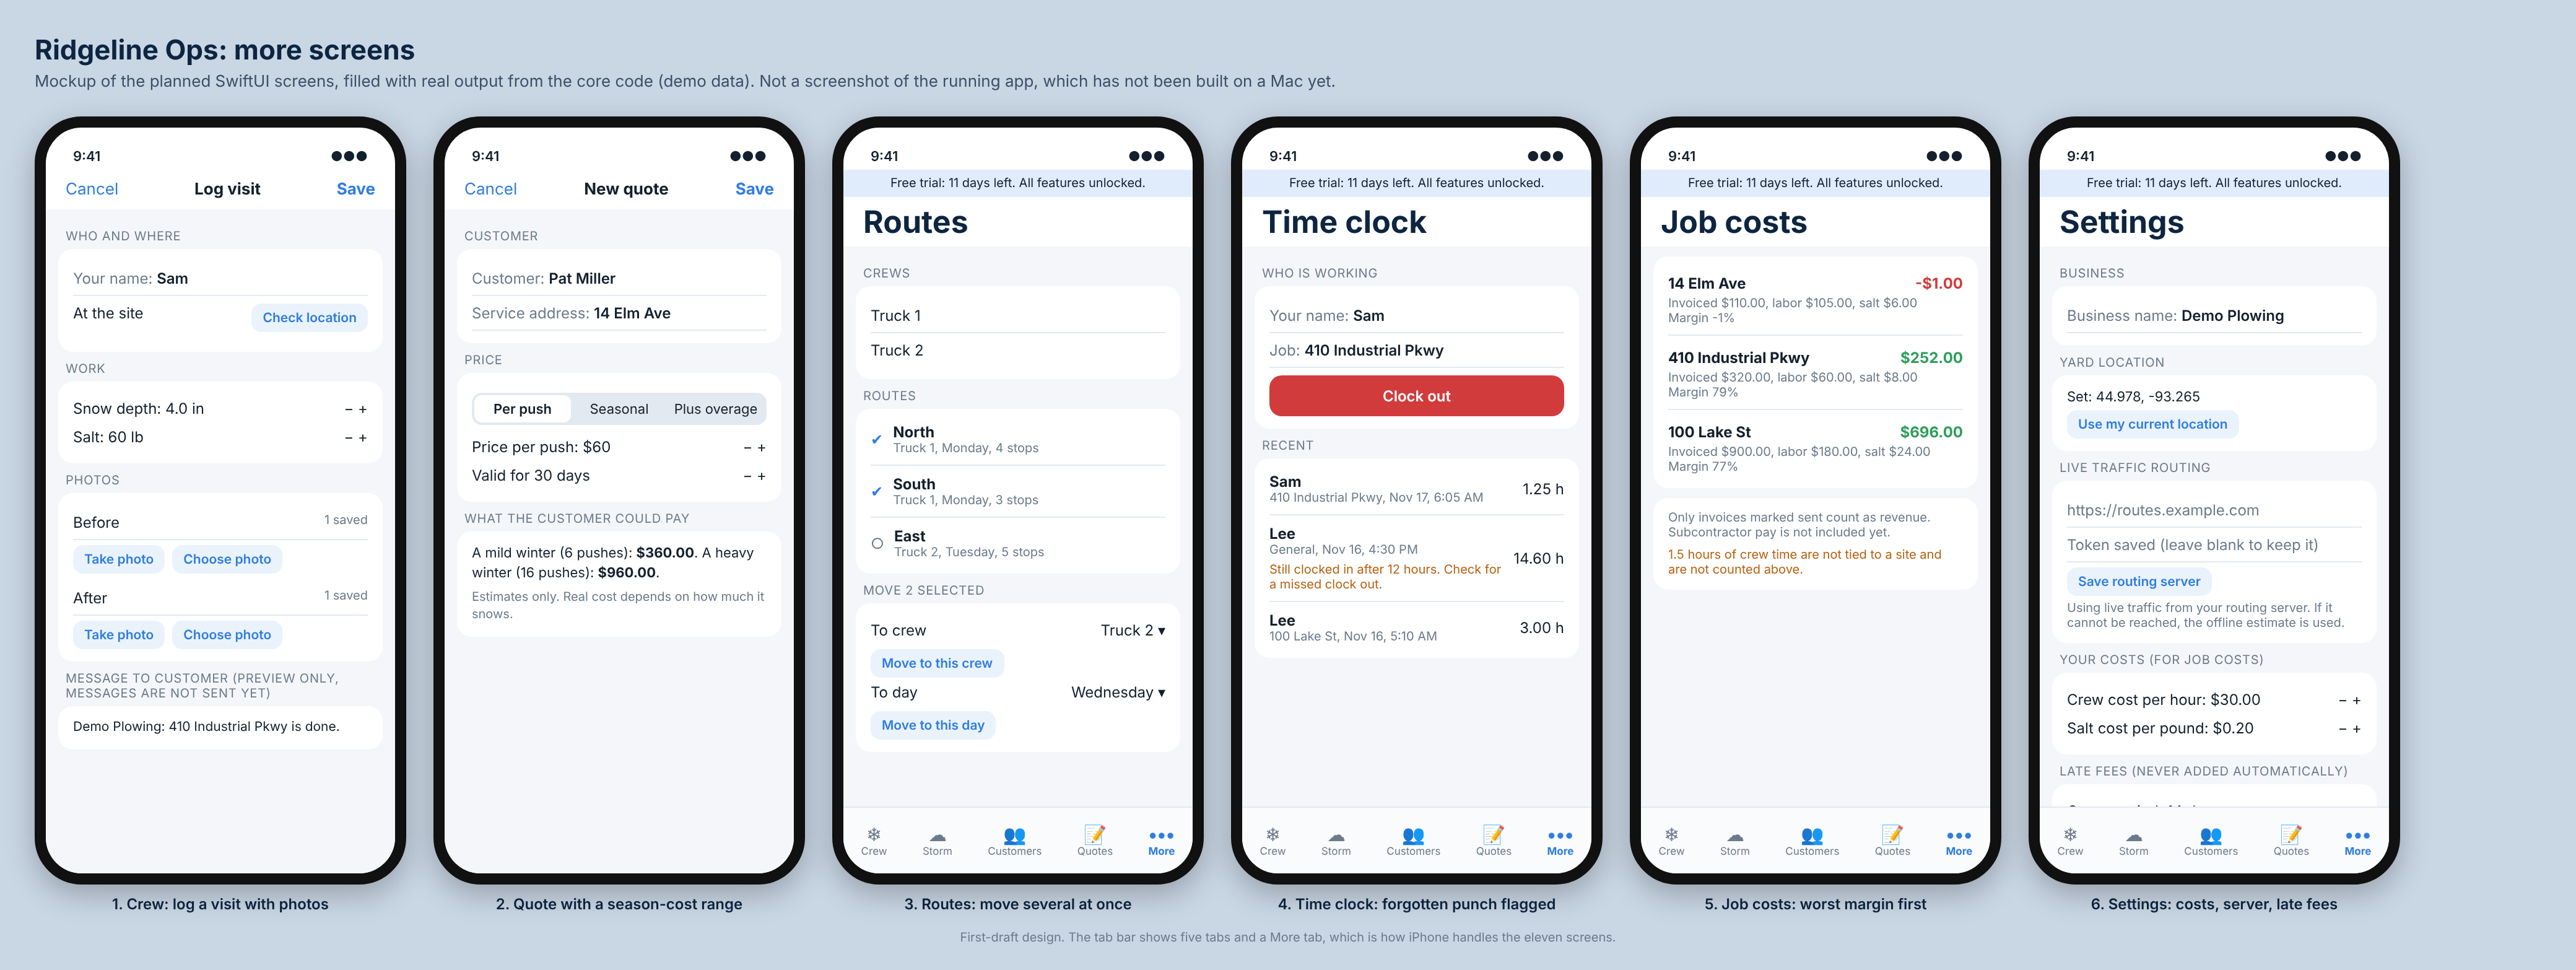 Ridgeline Ops: more screens
Mockup of the planned SwiftUI screens, filled with real output from the core code (demo data). Not a screenshot of the running app, which has not been built on a Mac yet.
9:41
Cancel Log visit Save
WHO AND WHERE
Your name: Sam
At the site Check location
WORK
Snow depth: 4.0 in − +
Salt: 60 lb − +
PHOTOS
Before 1 saved
Take photo Choose photo
After 1 saved
Take photo Choose photo
MESSAGE TO CUSTOMER (PREVIEW ONLY,
MESSAGES ARE NOT SENT YET)
Demo Plowing: 410 Industrial Pkwy is done.
1. Crew: log a visit with photos
9:41
Cancel New quote Save
CUSTOMER
Customer: Pat Miller
Service address: 14 Elm Ave
PRICE
Per push Seasonal Plus overage
Price per push: $60 − +
Valid for 30 days − +
WHAT THE CUSTOMER COULD PAY
A mild winter (6 pushes): $360.00. A heavy
winter (16 pushes): $960.00.
Estimates only. Real cost depends on how much it
snows.
2. Quote with a season-cost range
9:41
Free trial: 11 days left. All features unlocked.
Routes
CREWS
Truck 1
Truck 2
ROUTES
✔ North
Truck 1, Monday, 4 stops
✔ South
Truck 1, Monday, 3 stops
East
Truck 2, Tuesday, 5 stops
MOVE 2 SELECTED
To crew Truck 2 ▾
Move to this crew
To day Wednesday ▾
Move to this day
Crew Storm Customers Quotes More
3. Routes: move several at once
9:41
Free trial: 11 days left. All features unlocked.
Time clock
WHO IS WORKING
Your name: Sam
Job: 410 Industrial Pkwy
Clock out
RECENT
Sam 1.25 h
410 Industrial Pkwy, Nov 17, 6:05 AM
Lee
General, Nov 16, 4:30 PM 14.60 h
Still clocked in after 12 hours. Check for
a missed clock out.
Lee 3.00 h
100 Lake St, Nov 16, 5:10 AM
Crew Storm Customers Quotes More
4. Time clock: forgotten punch flagged
9:41
Free trial: 11 days left. All features unlocked.
Job costs
14 Elm Ave -$1.00
Invoiced $110.00, labor $105.00, salt $6.00
Margin -1%
410 Industrial Pkwy $252.00
Invoiced $320.00, labor $60.00, salt $8.00
Margin 79%
100 Lake St $696.00
Invoiced $900.00, labor $180.00, salt $24.00
Margin 77%
Only invoices marked sent count as revenue.
Subcontractor pay is not included yet.
1.5 hours of crew time are not tied to a site and
are not counted above.
Crew Storm Customers Quotes More
5. Job costs: worst margin first
9:41
Free trial: 11 days left. All features unlocked.
Settings
BUSINESS
Business name: Demo Plowing
YARD LOCATION
Set: 44.978, -93.265
Use my current location
LIVE TRAFFIC ROUTING
https://routes.example.com
Token saved (leave blank to keep it)
Save routing server
Using live traffic from your routing server. If it
cannot be reached, the offline estimate is used.
YOUR COSTS (FOR JOB COSTS)
Crew cost per hour: $30.00 − +
Salt cost per pound: $0.20 − +
LATE FEES (NEVER ADDED AUTOMATICALLY)
Crew Storm Customers Quotes More
6. Settings: costs, server, late fees
First-draft design. The tab bar shows five tabs and a More tab, which is how iPhone handles the eleven screens.